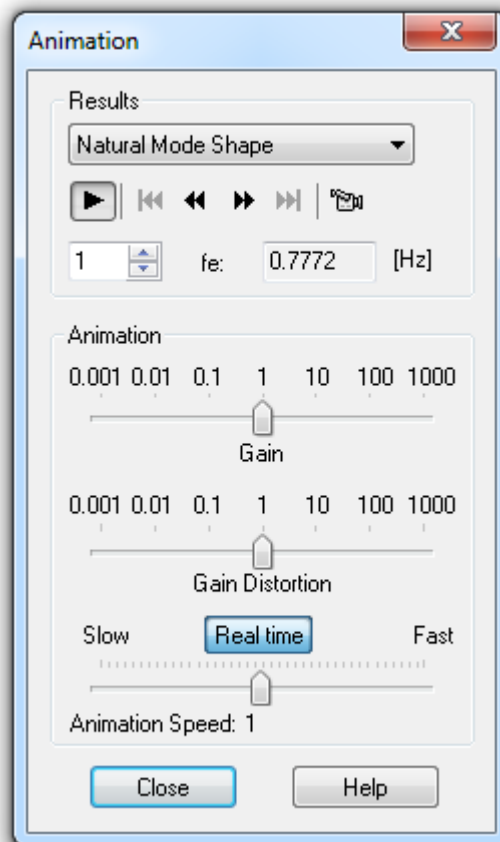 Animation
Results
Natural Mode Shape
1 fe: 0.7772 [Hz]
Animation
0.001 0.01 0.1 1 10 100 1000
Gain
0.001 0.01 0.1 1 10 100 1000
Gain Distortion
Slow Real time Fast
Animation Speed: 1
Close Help